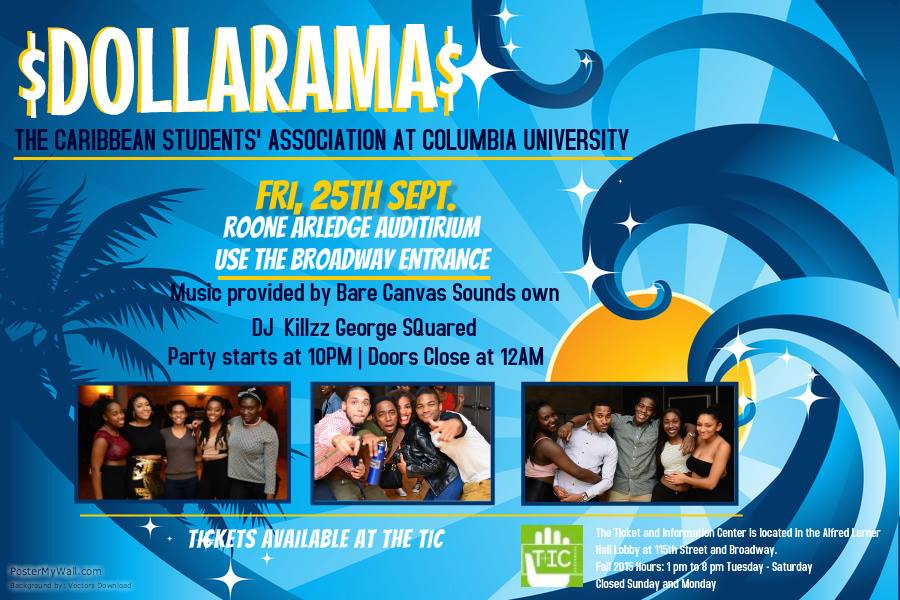 $DOLLARAMA$
THE CARIBBEAN STUDENTS' ASSOCIATION AT COLUMBIA UNIVERSITY
FRI, 25TH SEPT.
ROONE ARLEDGE AUDITIRIUM
USE THE BROADWAY ENTRANCE
Music provided by Bare Canvas Sounds own
DJ Killzz George SQuared
Party starts at 10PM | Doors Close at 12AM
TICKETS AVAILABLE AT THE TIC
TIC
The Ticket and Information Center is located in the Alfred Lerner
Hall Lobby at 115th Street and Broadway.
Fall 2015 Hours: 1 pm to 8 pm Tuesday - Saturday
Closed Sunday and Monday
PosterMyWall.com
Background by: Vectors Download